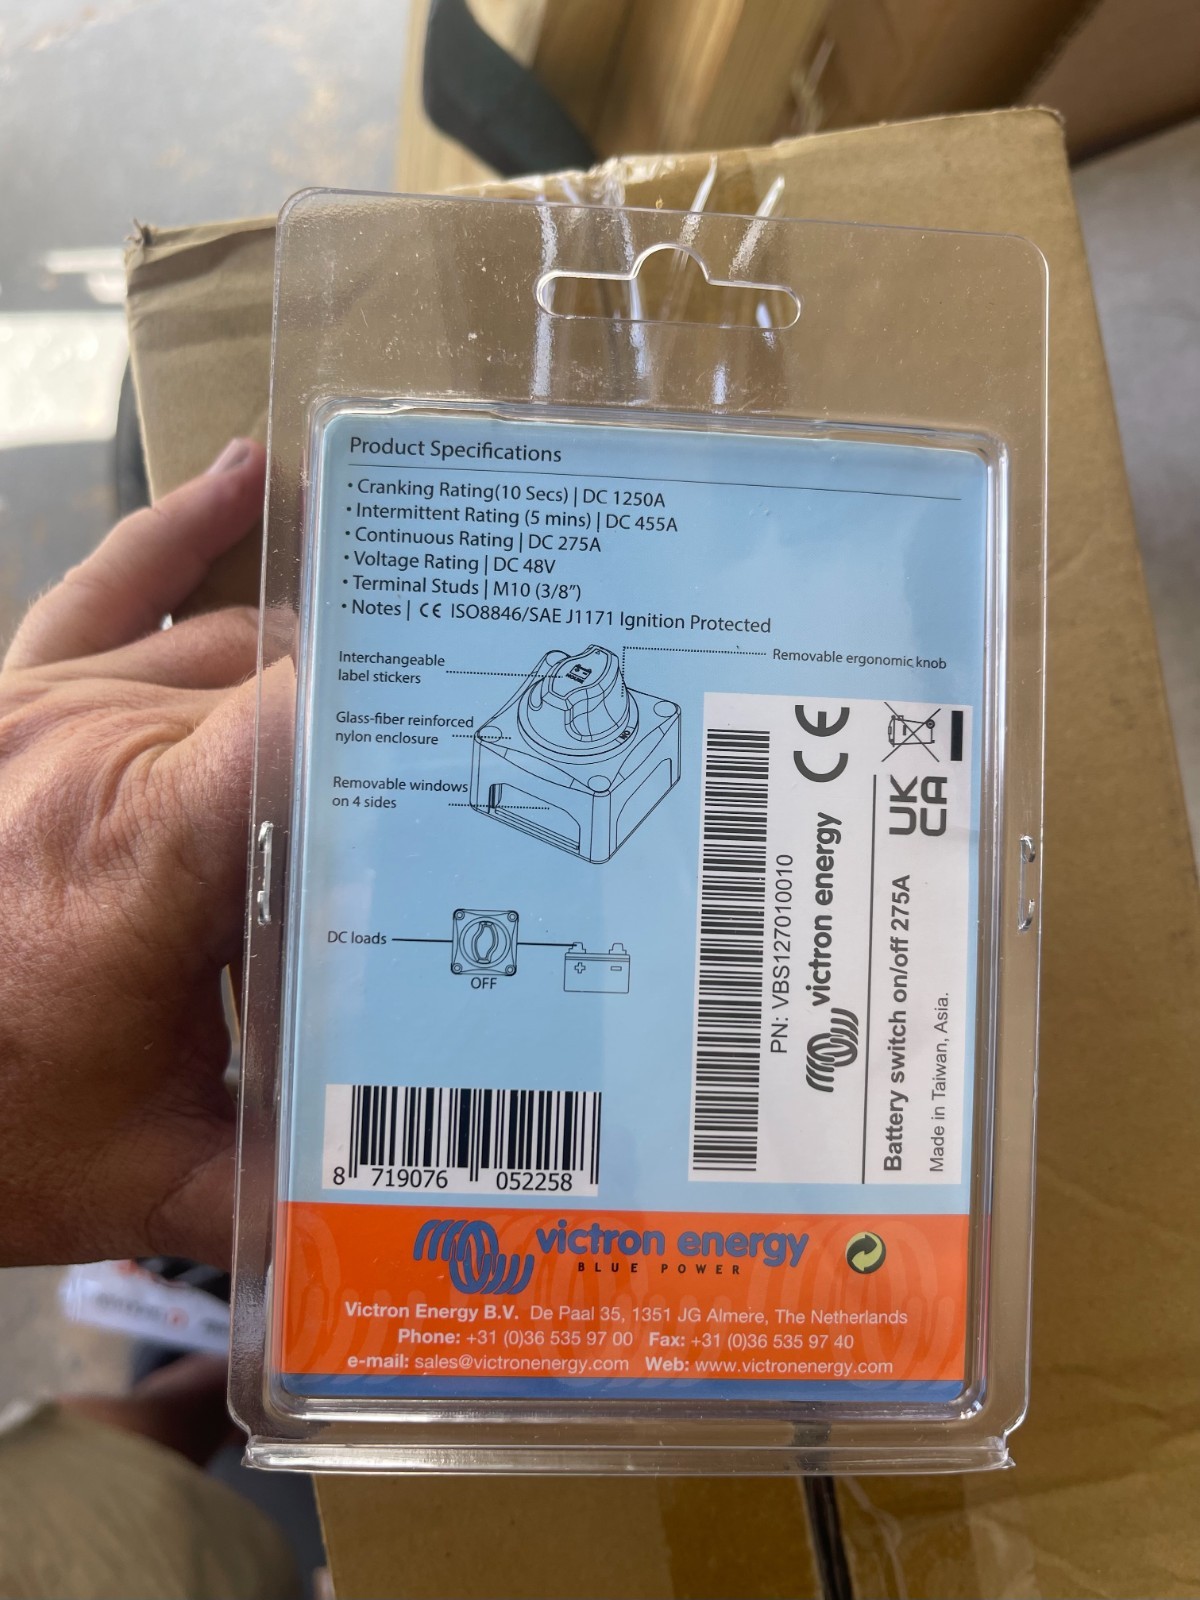 Product Specifications
• Cranking Rating(10 Secs) | DC 1250A
• Intermittent Rating (5 mins) | DC 455A
• Continuous Rating | DC 275A
• Voltage Rating | DC 48V
• Terminal Studs | M10 (3/8")
• Notes | CE ISO8846/SAE J1171 Ignition Protected
Interchangeable
label stickers
Removable ergonomic knob
Glass-fiber reinforced
nylon enclosure
Removable windows
on 4 sides
ON
DC loads
OFF
+ -
PN: VBS127010010
victron energy CE
Battery switch on/off 275A
UK
CA
Made in Taiwan, Asia.
8 719076 052258
victron energy
BLUE POWER
Victron Energy B.V. De Paal 35, 1351 JG Almere, The Netherlands
Phone: +31 (0)36 535 97 00 Fax: +31 (0)36 535 97 40
e-mail: sales@victronenergy.com Web: www.victronenergy.com